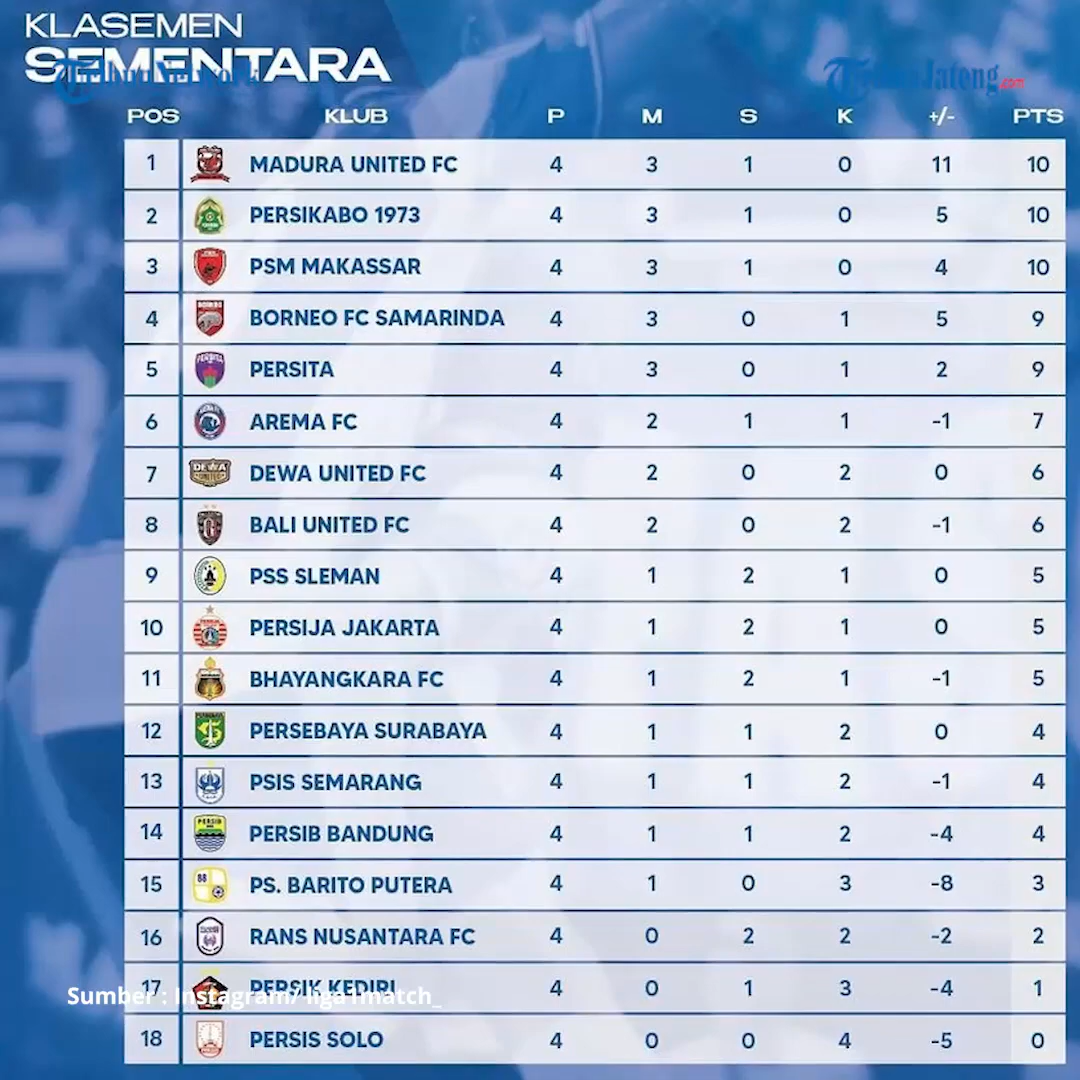 KLASEMEN
SEMENTARA
Tribun Network
TribunJateng.com
POS KLUB P M S K +/- PTS
1 MADURA UNITED FC 4 3 1 0 11 10
2 PERSIKABO 1973 4 3 1 0 5 10
3 PSM MAKASSAR 4 3 1 0 4 10
4 BORNEO FC SAMARINDA 4 3 0 1 5 9
5 PERSITA 4 3 0 1 2 9
6 AREMA FC 4 2 1 1 -1 7
7 DEWA UNITED FC 4 2 0 2 0 6
8 BALI UNITED FC 4 2 0 2 -1 6
9 PSS SLEMAN 4 1 2 1 0 5
10 PERSIJA JAKARTA 4 1 2 1 0 5
11 BHAYANGKARA FC 4 1 2 1 -1 5
12 PERSEBAYA SURABAYA 4 1 1 2 0 4
13 PSIS SEMARANG 4 1 1 2 -1 4
14 PERSIB BANDUNG 4 1 1 2 -4 4
15 PS. BARITO PUTERA 4 1 0 3 -8 3
16 RANS NUSANTARA FC 4 0 2 2 -2 2
17 PERSIK KEDIRI 4 0 1 3 -4 1
Sumber : Instagram/ liga1match_
18 PERSIS SOLO 4 0 0 4 -5 0